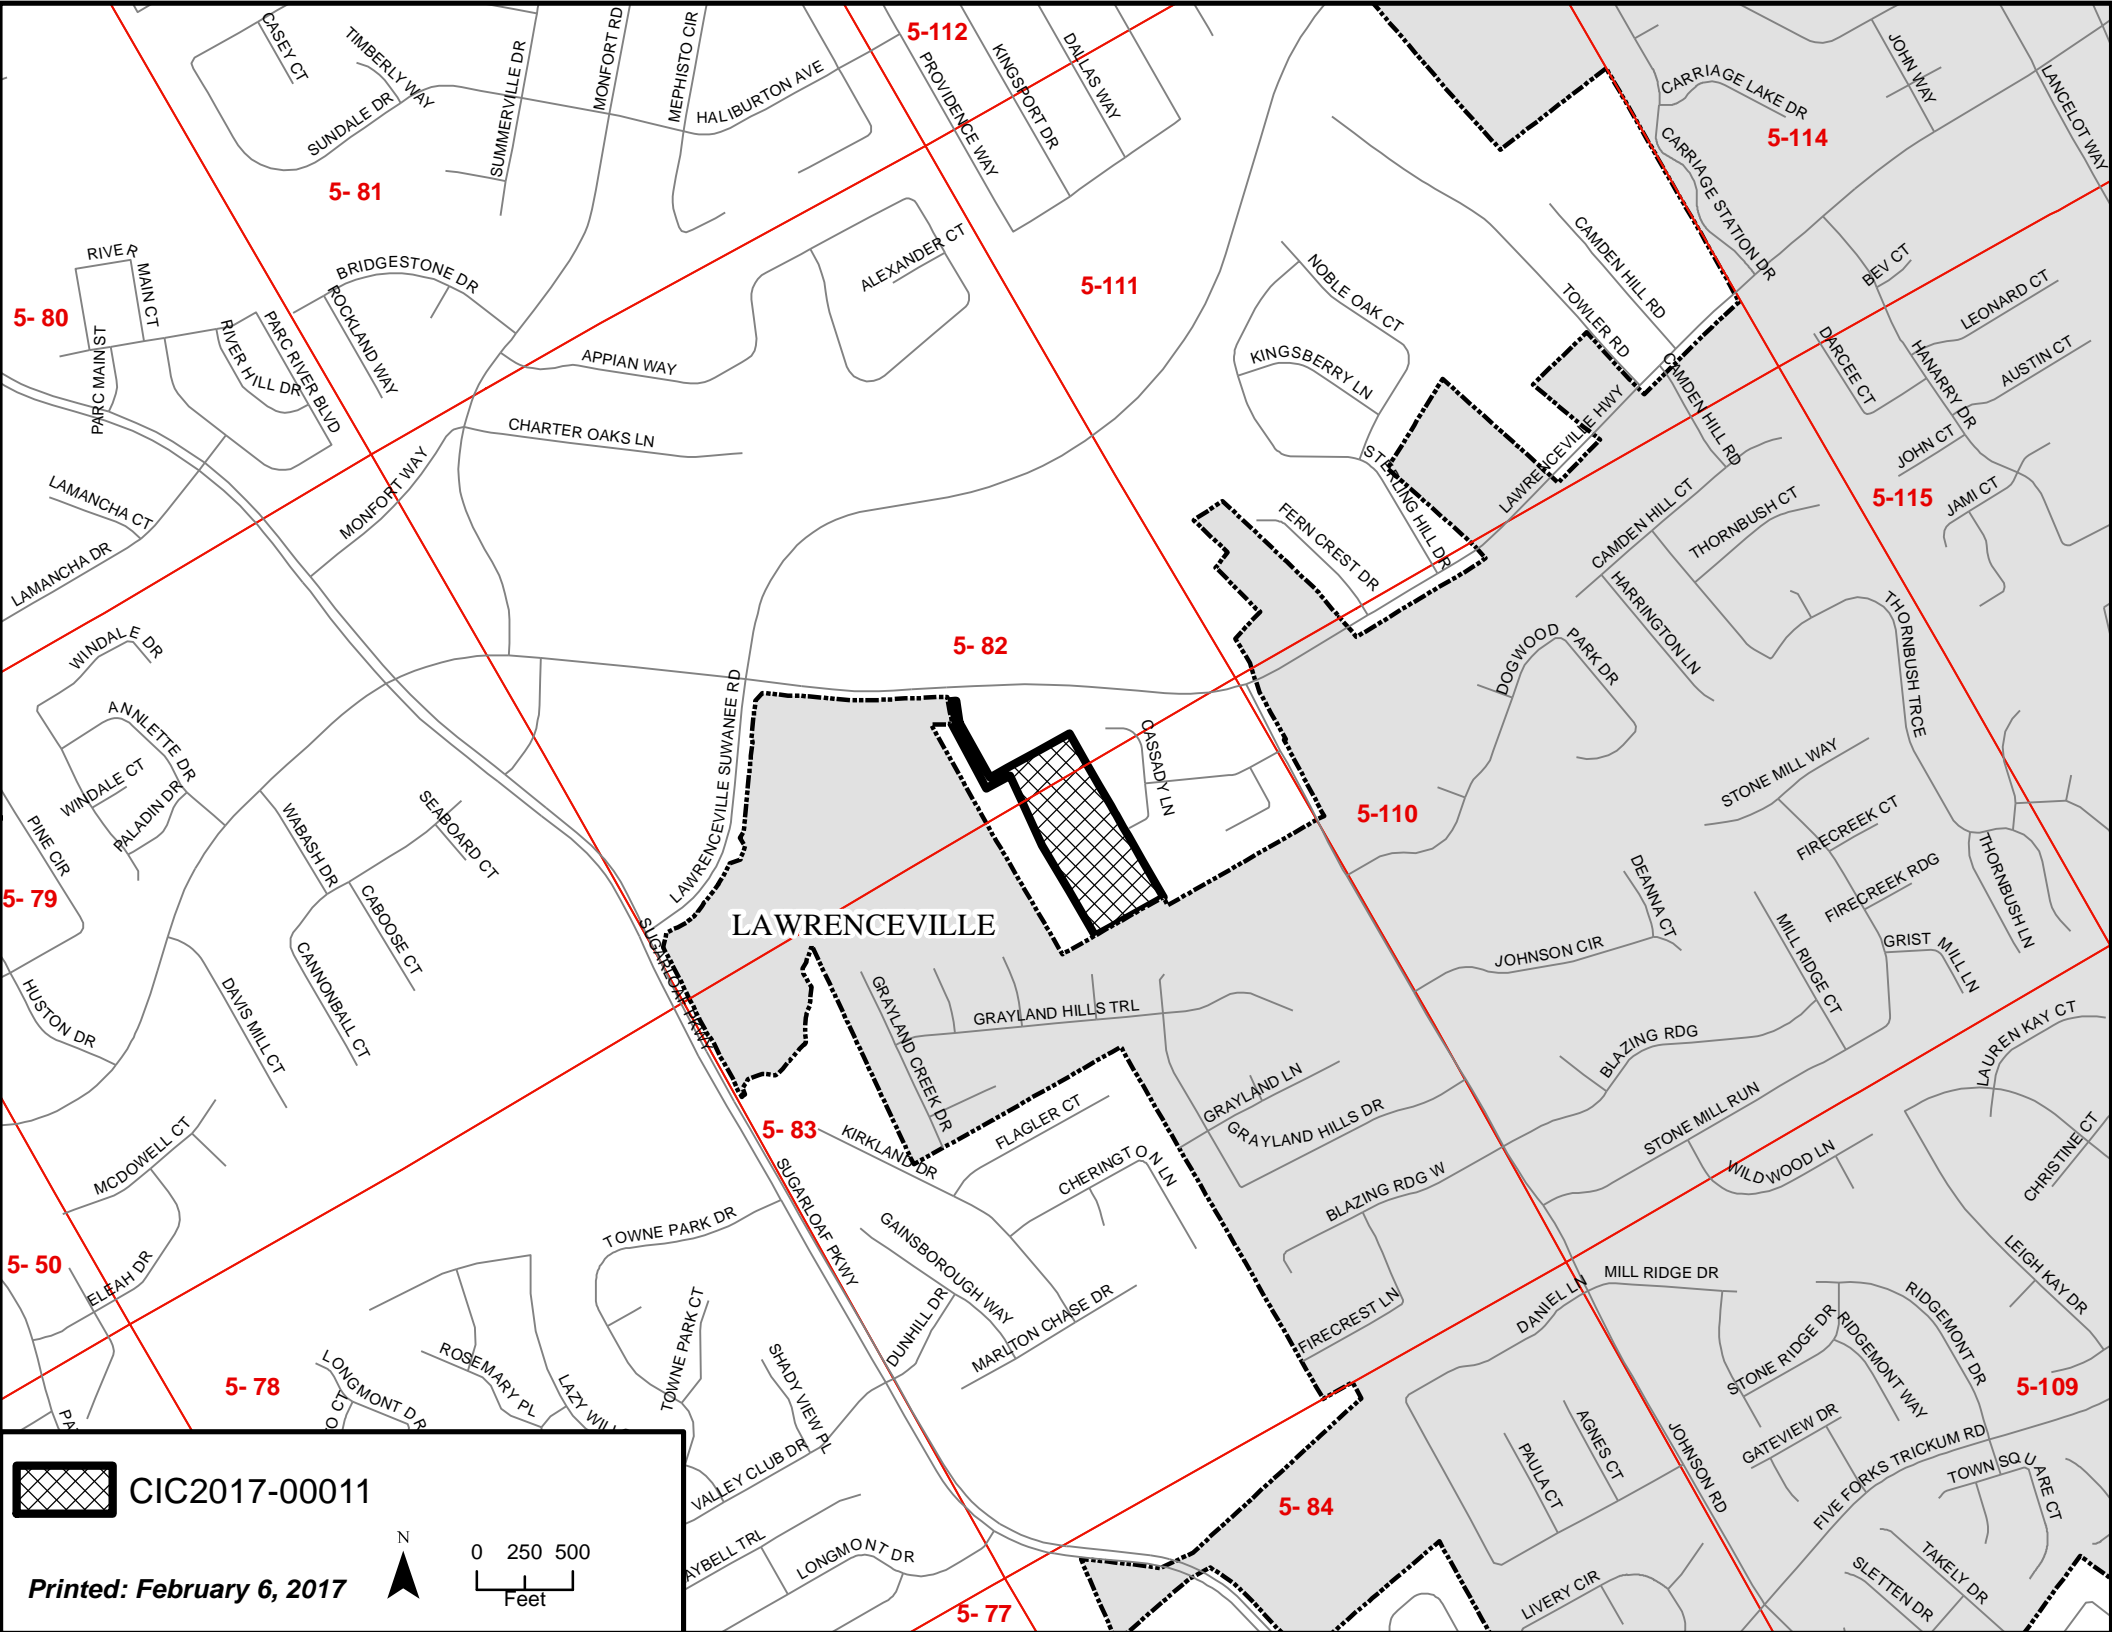 5-112
CASEY CT
TIMBERLY WAY
SUNDALE DR
SUMMERVILLE DR
MONFORT RD
MEPHISTO CIR
HALIBURTON AVE
PROVIDENCE WAY
KINGSPORT DR
DALLAS WAY
CARRIAGE LAKE DR
JOHN WAY
LANCELOT WAY
5-114
CARRIAGE STATION DR
5- 81
RIVER
MAIN CT
BRIDGESTONE DR
ROCKLAND WAY
ALEXANDER CT
5-111
NOBLE OAK CT
CAMDEN HILL RD
TOWLER RD
BEV CT
LEONARD CT
5- 80
PARC MAIN ST
RIVER HILL DR
PARC RIVER BLVD
APPIAN WAY
KINGSBERRY LN
CAMDEN HILL RD
DARCEE CT
HANARRY DR
AUSTIN CT
CHARTER OAKS LN
MONFORT WAY
STERLING HILL DR
LAWRENCEVILLE HWY
JOHN CT
5-115
JAMI CT
LAMANCHA CT
LAMANCHA DR
FERN CREST DR
CAMDEN HILL CT
THORNBUSH CT
HARRINGTON LN
THORNBUSH TRCE
WINDALE DR
5- 82
DOGWOOD
PARK DR
ANNLETTE DR
WINDALE CT
PALADIN DR
LAWRENCEVILLE SUWANEE RD
CASSADY LN
STONE MILL WAY
PINE CIR
WABASH DR
SEABOARD CT
5-110
FIRECREEK CT
FIRECREEK RDG
THORNBUSH LN
5- 79
CABOOSE CT
CANNONBALL CT
LAWRENCEVILLE
DEANNA CT
JOHNSON CIR
MILL RIDGE CT
GRIST
MILL LN
SUGARLOAF PKWY
HUSTON DR
DAVIS MILL CT
GRAYLAND CREEK DR
GRAYLAND HILLS TRL
BLAZING RDG
LAUREN KAY CT
MCDOWELL CT
5- 83
KIRKLAND DR
FLAGLER CT
GRAYLAND LN
GRAYLAND HILLS DR
STONE MILL RUN
WILDWOOD LN
CHRISTINE CT
CHERINGTON LN
SUGARLOAF PKWY
BLAZING RDG W
TOWNE PARK DR
GAINSBOROUGH WAY
5- 50
ELEAH DR
LEIGH KAY DR
MILL RIDGE DR
DANIEL LN
FIRECREST LN
DUNHILL DR
MARLTON CHASE DR
TOWNE PARK CT
STONE RIDGE DR
RIDGEMONT WAY
RIDGEMONT DR
ROSEMARY PL
LONGMONT DR
5- 78
SHADY VIEW PL
5-109
LAZY WILL
O CT
PA
GATEVIEW DR
FIVE FORKS TRICKUM RD
AGNES CT
PAULA CT
JOHNSON RD
TOWN SQUARE CT
VALLEY CLUB DR
5- 84
CIC2017-00011
AYBELL TRL
LONGMONT DR
N
0 250 500
Feet
Printed: February 6, 2017
5- 77
LIVERY CIR
SLETTEN DR
TAKELY DR